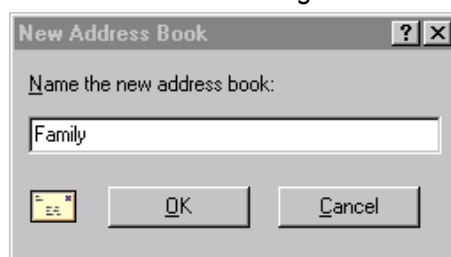 New Address Book
Name the new address book:
Family
OK
Cancel